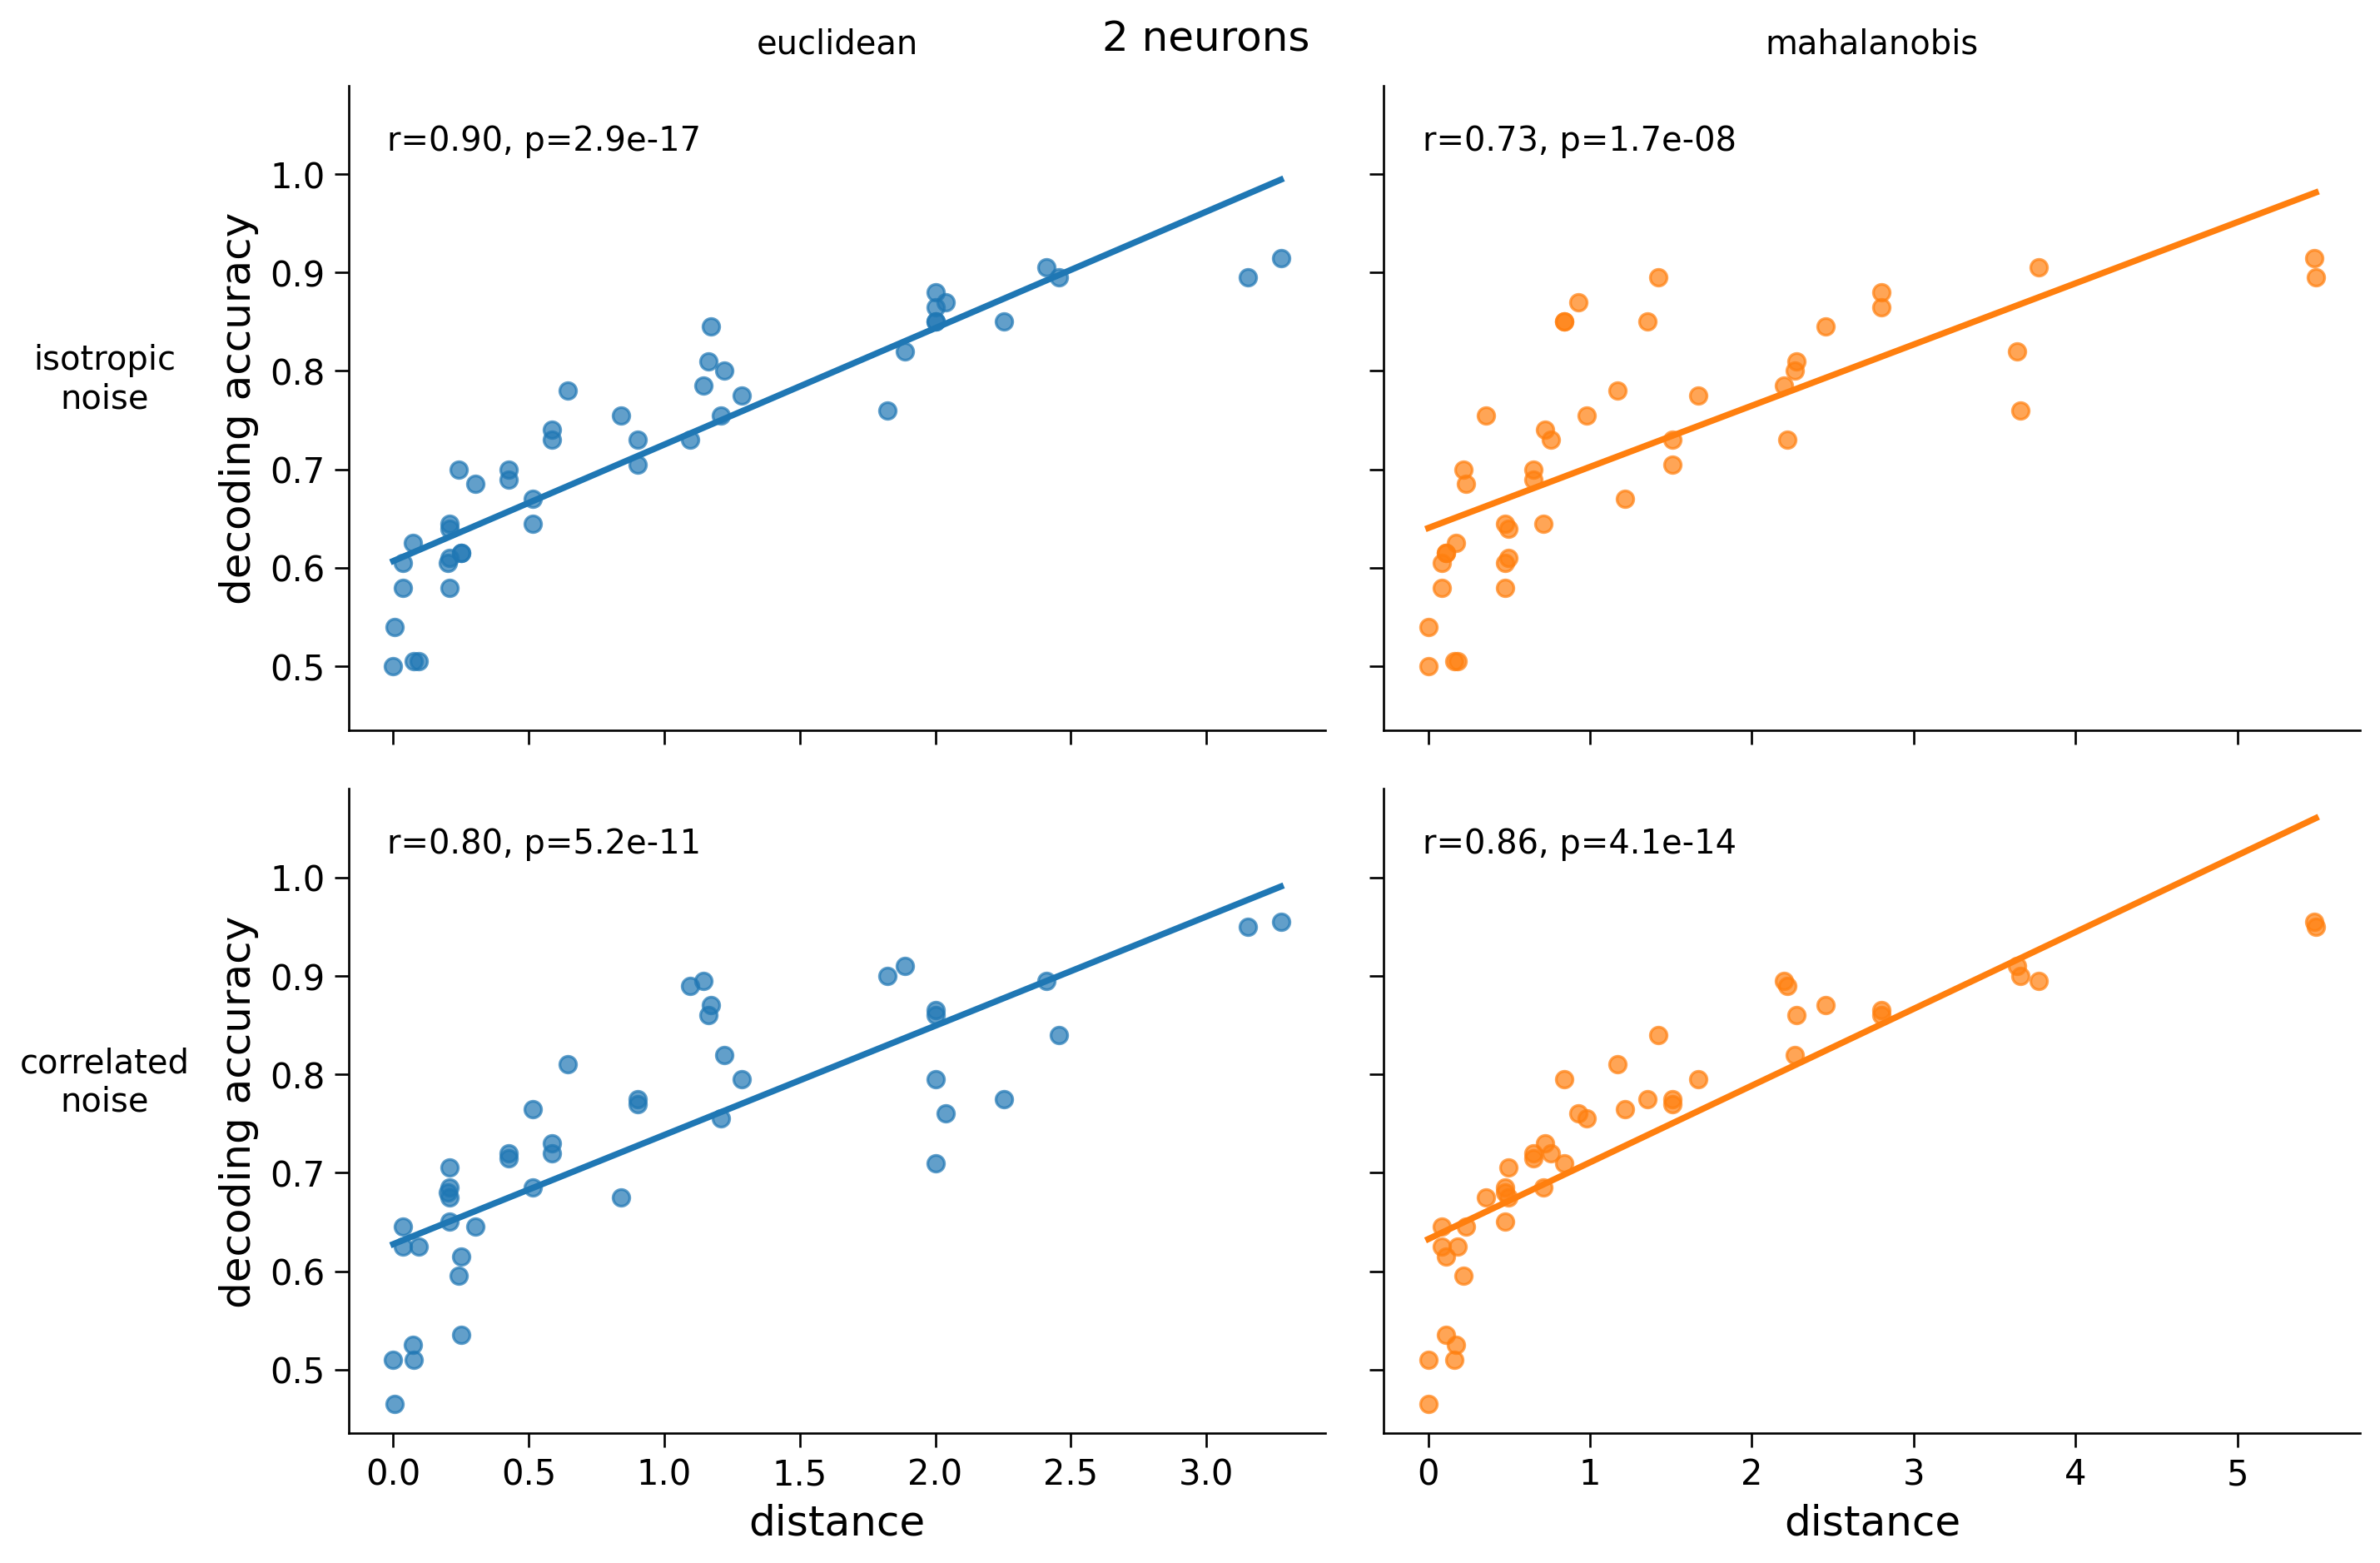 2 neurons
euclidean
mahalanobis
isotropic
noise
decoding accuracy
1.0
0.9
0.8
0.7
0.6
0.5
r=0.90, p=2.9e-17
r=0.73, p=1.7e-08
correlated
noise
decoding accuracy
1.0
0.9
0.8
0.7
0.6
0.5
r=0.80, p=5.2e-11
r=0.86, p=4.1e-14
0.0 0.5 1.0 1.5 2.0 2.5 3.0
distance
0 1 2 3 4 5
distance